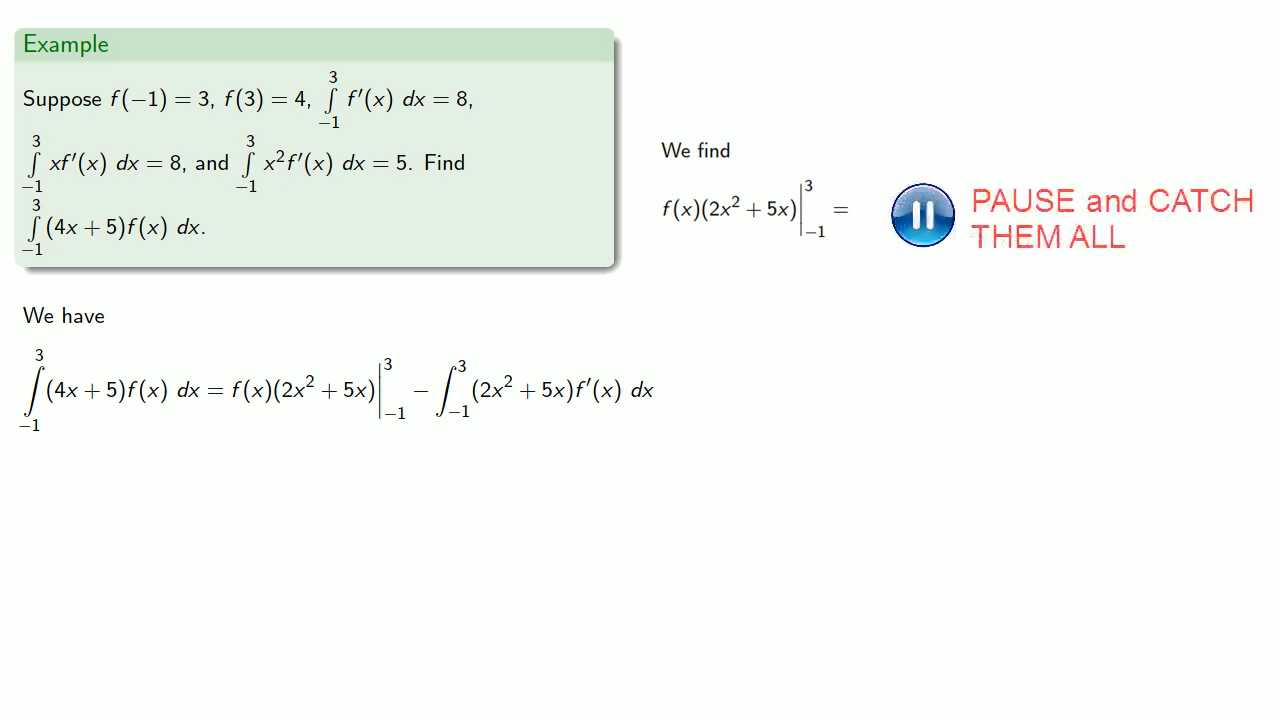 Example
Suppose f(−1) = 3, f(3) = 4, ∫_{−1}^{3} f′(x) dx = 8,
∫_{−1}^{3} xf′(x) dx = 8, and ∫_{−1}^{3} x²f′(x) dx = 5. Find
∫_{−1}^{3} (4x + 5)f(x) dx.
We have
∫_{−1}^{3} (4x + 5)f(x) dx = f(x)(2x² + 5x)|_{−1}^{3} − ∫_{−1}^{3} (2x² + 5x)f′(x) dx
We find
f(x)(2x² + 5x)|_{−1}^{3} =
PAUSE and CATCH
THEM ALL